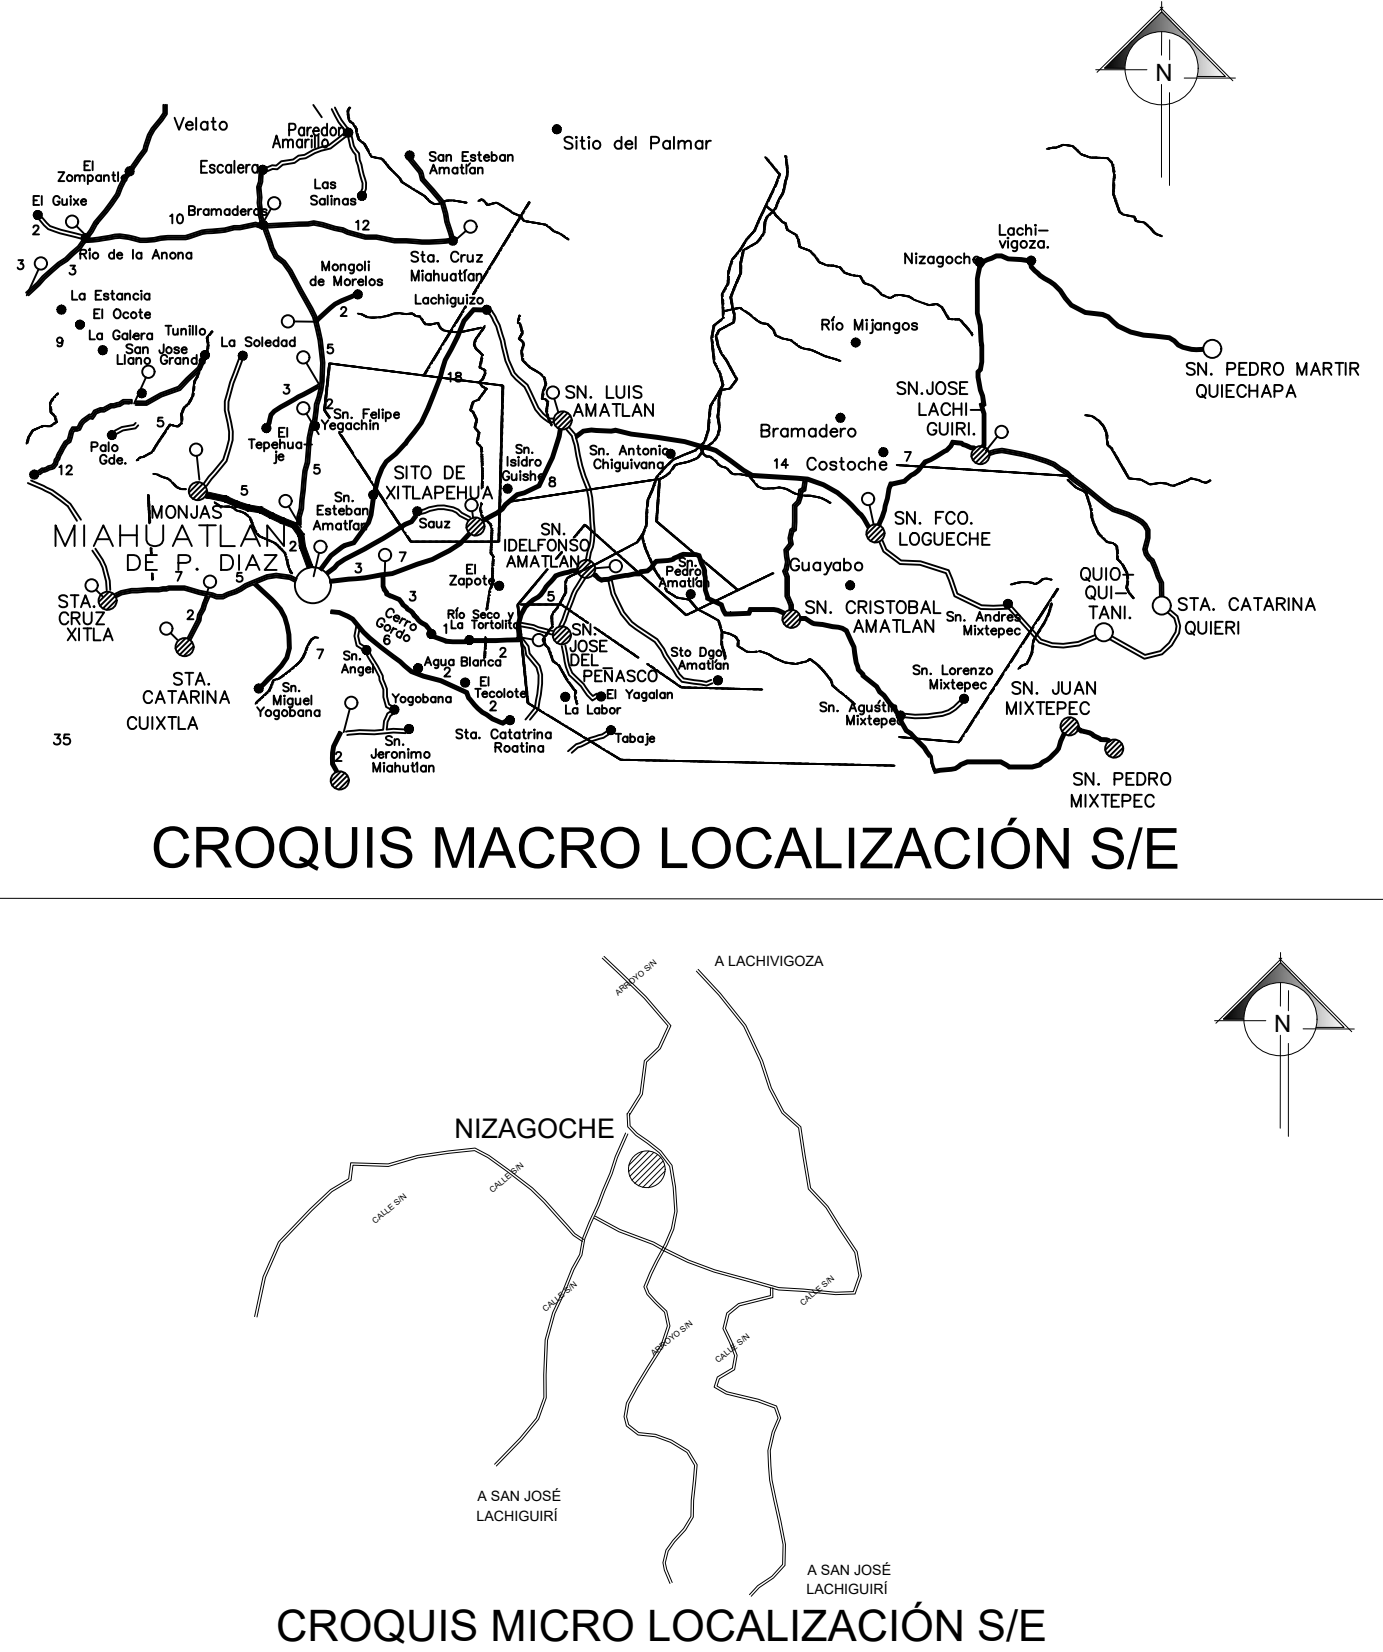 N
Velato
Paredon
Amarillo
Sitio del Palmar
El
Zompantle
Escalera
San Esteban
Amatlan
El Guixe
Las
Salinas
2
10
Bramaderos
12
Rio de la Anona
3
3
Sta. Cruz
Miahuatlan
Mongoli
de Morelos
Lachi-
vigoza.
Nizagoch
La Estancia
El Ocote
2
Lachiguizo
La Galera
Tunillo
9
San Jose
Llano Grand
La Soledad
5
Río Mijangos
SN. PEDRO MARTIR
QUIECHAPA
18
3
SN. LUIS
AMATLAN
SN.JOSE
LACHI-
GUIRI.
2
Sn. Felipe
Yegachin
5
Palo
Gde.
El
Tepehua-
je
Bramadero
12
5
SITO DE
XITLAPEHUA
Sn.
Isidro
Guishe
8
Sn. Antonio
Chiguivana
14
Costoche
7
5
MONJAS
Sn.
Esteban
Amatlan
Sauz
SN.
IDELFONSO
AMATLAN
SN. FCO.
LOGUECHE
MIAHUATLAN
DE P. DIAZ
2
7
3
El
Zapote
Sn.
Pedro
Amatlan
Guayabo
QUIO-
QUI-
TANI.
7
5
STA.
CRUZ
XITLA
2
3
5
Cerro
Gordo
6
Río Seco y
La Tortolita
1
2
SN. CRISTOBAL
AMATLAN
Sn. Andres
Mixtepec
STA. CATARINA
QUIERI
7
Sn.
Angel
Agua Blanca
2
SN.
JOSE
DEL
PEÑASCO
Sto Dgo.
Amatlan
STA.
CATARINA
CUIXTLA
Sn.
Miguel
Yogobana
Yogobana
El
Tecolote
2
El Yagalan
La Labor
Sn. Lorenzo
Mixtepec
Sn. Agustin
Mixtepec
SN. JUAN
MIXTEPEC
35
2
Sn.
Jeronimo
Miahutlan
Sta. Catatrina
Roatina
Tabaje
SN. PEDRO
MIXTEPEC
CROQUIS MACRO LOCALIZACIÓN S/E
A LACHIVIGOZA
ARROYO S/N
N
NIZAGOCHE
CALLE S/N
CALLE S/N
CALLE S/N
CALLE S/N
ARROYO S/N
CALLE S/N
A SAN JOSÉ
LACHIGUIRÍ
A SAN JOSÉ
LACHIGUIRÍ
CROQUIS MICRO LOCALIZACIÓN S/E